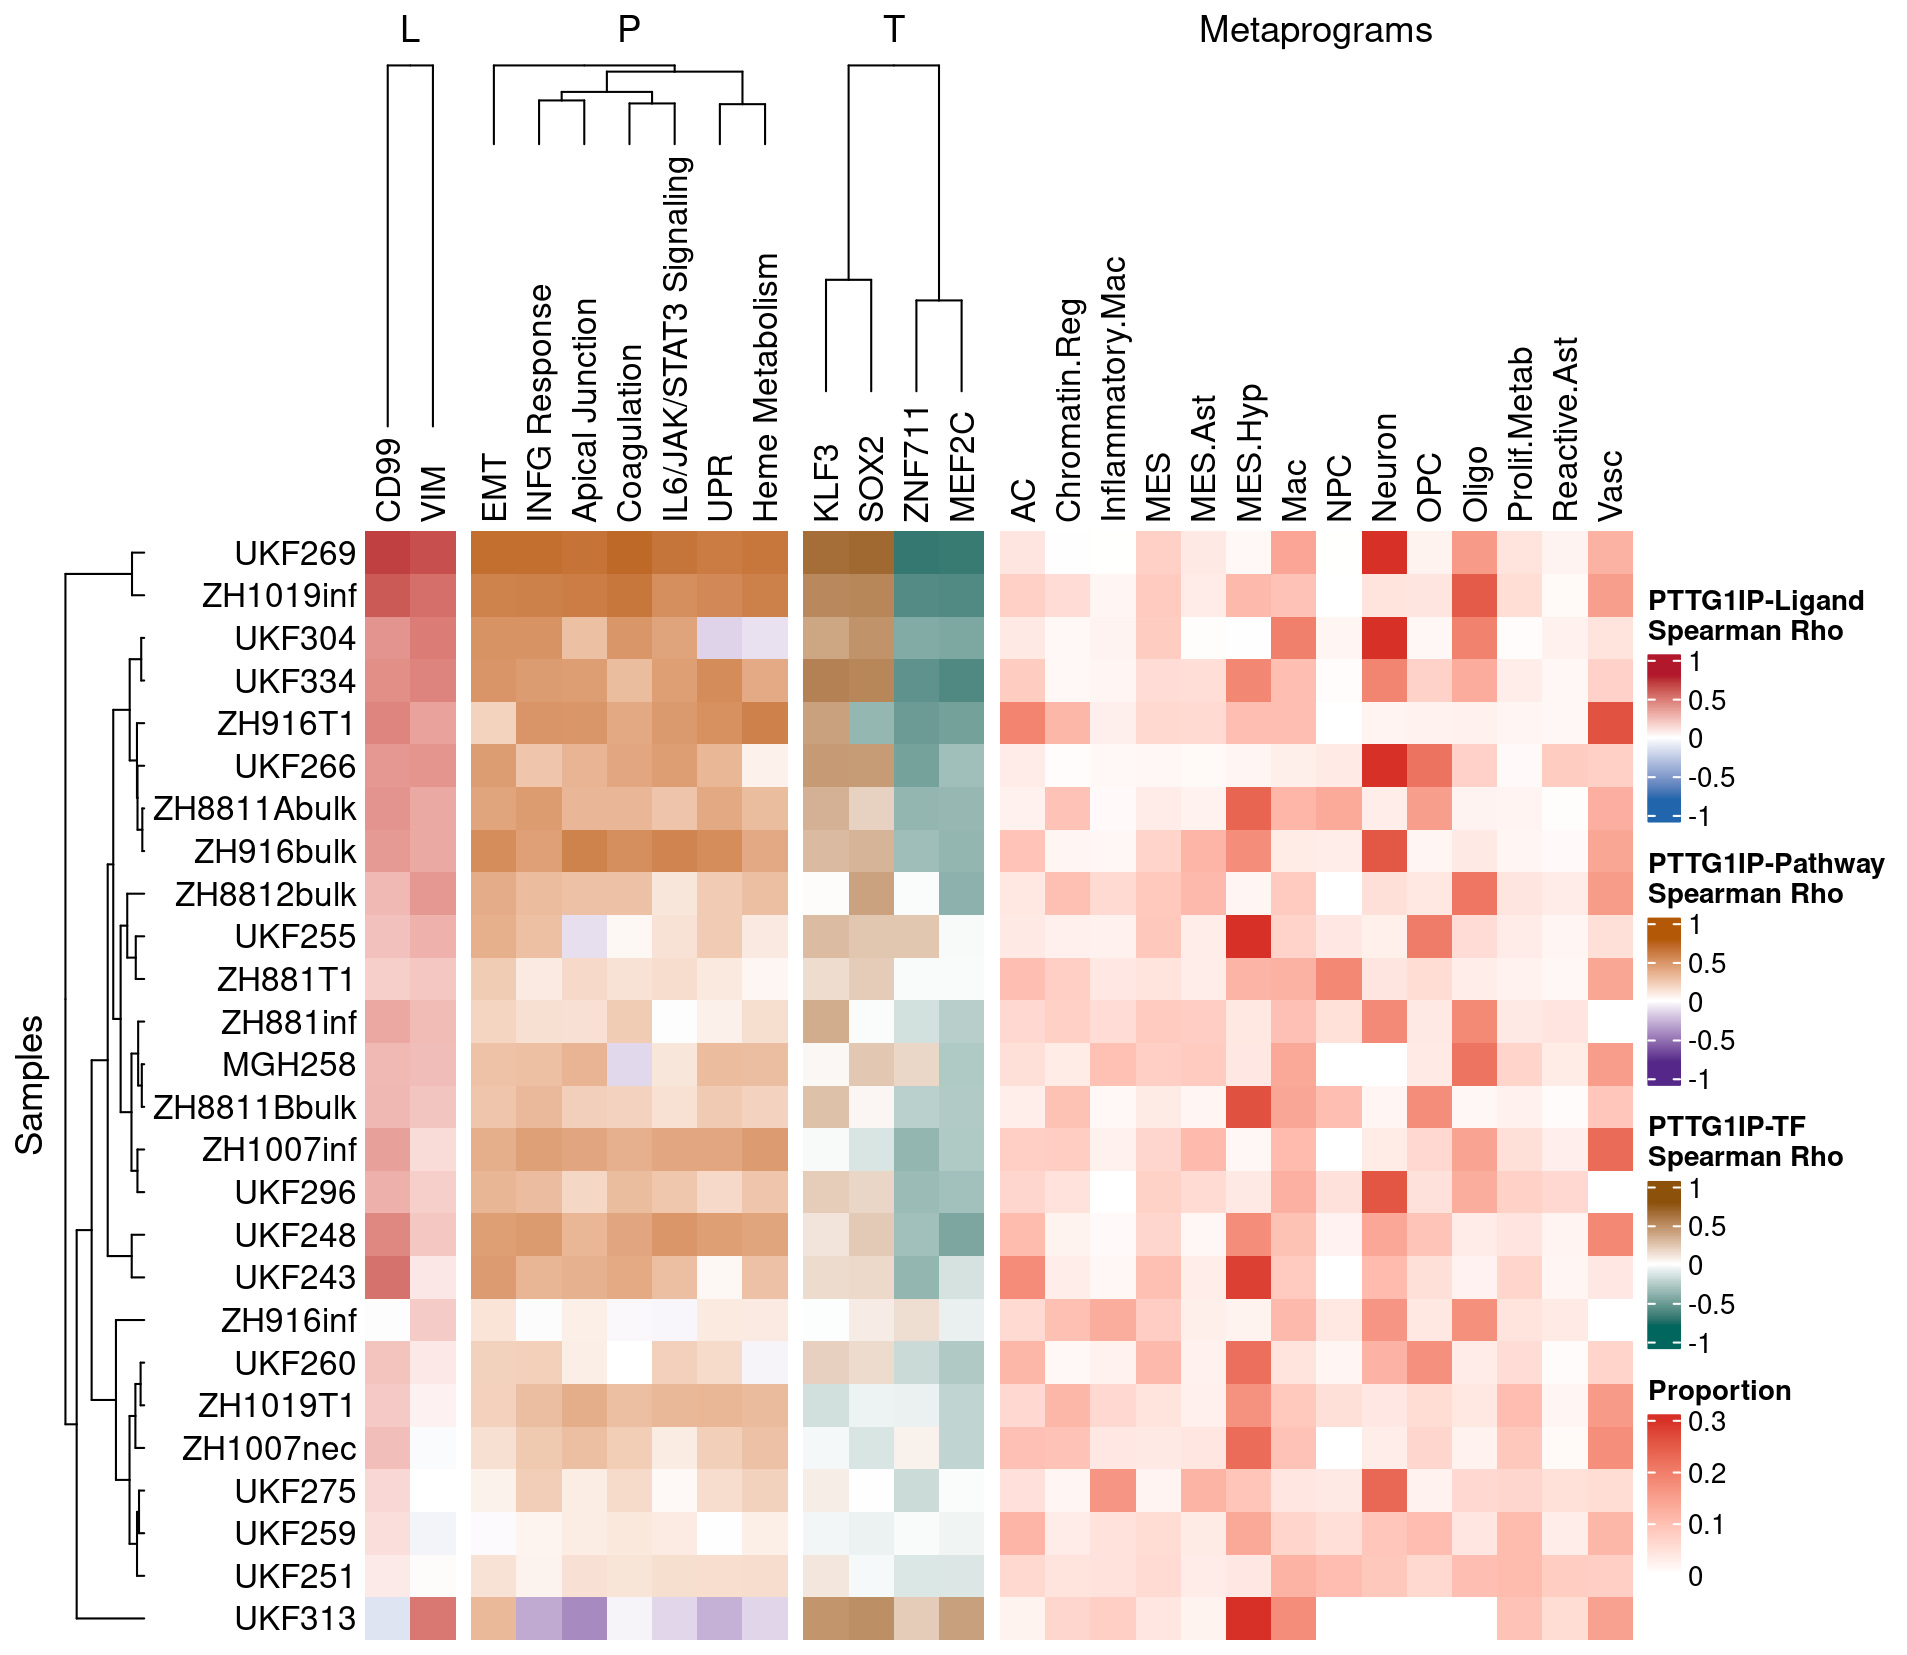 L P T Metaprograms
CD99
VIM
EMT
INFG Response
Apical Junction
Coagulation
IL6/JAK/STAT3 Signaling
UPR
Heme Metabolism
KLF3
SOX2
ZNF711
MEF2C
AC
Chromatin.Reg
Inflammatory.Mac
MES
MES.Ast
MES.Hyp
Mac
NPC
Neuron
OPC
Oligo
Prolif.Metab
Reactive.Ast
Vasc
Samples
UKF269
ZH1019inf
UKF304
UKF334
ZH916T1
UKF266
ZH8811Abulk
ZH916bulk
ZH8812bulk
UKF255
ZH881T1
ZH881inf
MGH258
ZH8811Bbulk
ZH1007inf
UKF296
UKF248
UKF243
ZH916inf
UKF260
ZH1019T1
ZH1007nec
UKF275
UKF259
UKF251
UKF313
PTTG1IP-Ligand
Spearman Rho
1
0.5
0
-0.5
-1
PTTG1IP-Pathway
Spearman Rho
1
0.5
0
-0.5
-1
PTTG1IP-TF
Spearman Rho
1
0.5
0
-0.5
-1
Proportion
0.3
0.2
0.1
0